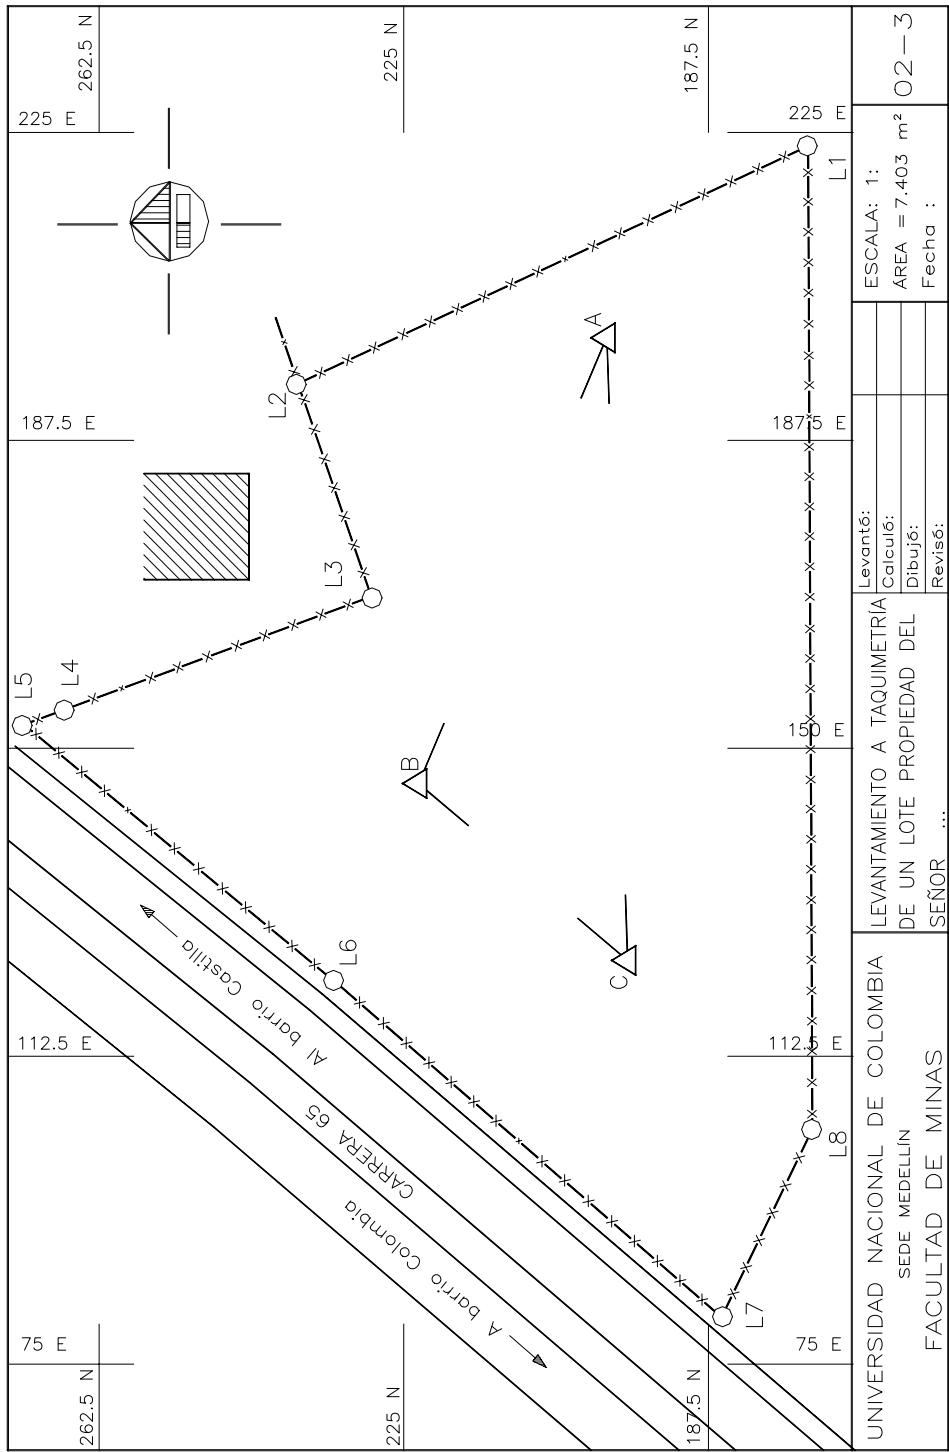 262.5 N
225 N
187.5 N
225 E
225 E
L1
A
L2
187.5 E
187.5 E
L3
L4
L5
150 E
B
C
L6
Al barrio Castilla
112.5 E
112.5 E
CARRERA 65
A barrio Colombia
L8
L7
75 E
75 E
262.5 N
225 N
187.5 N
UNIVERSIDAD NACIONAL DE COLOMBIA
SEDE MEDELLÍN
FACULTAD DE MINAS
LEVANTAMIENTO A TAQUIMETRÍA
DE UN LOTE PROPIEDAD DEL
SEÑOR ...
Levantó:
Calculó:
Dibujó:
Revisó:
ESCALA: 1:
ÁREA = 7.403 m²
Fecha :
02-3